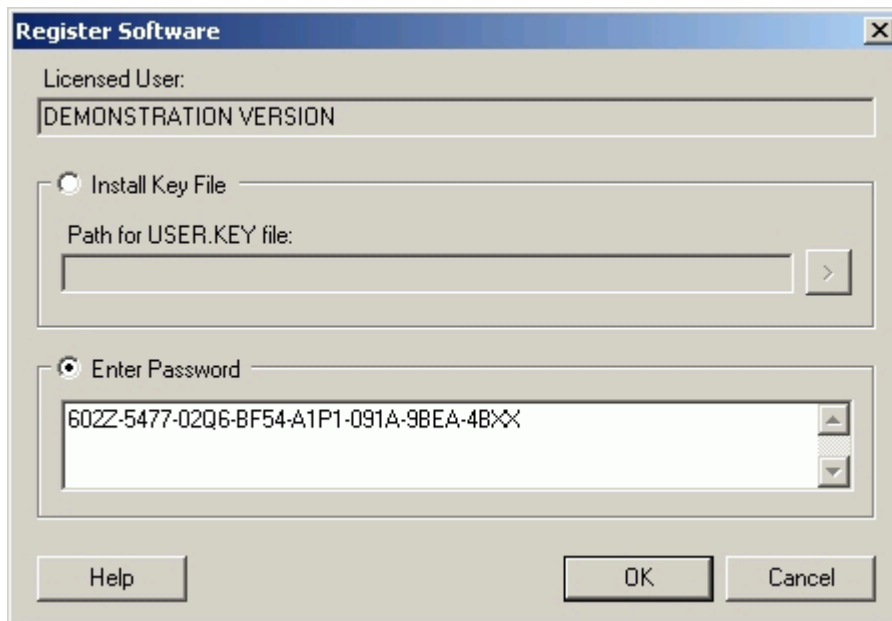 Register Software
Licensed User:
DEMONSTRATION VERSION
Install Key File
Path for USER.KEY file:
>
Enter Password
602Z-5477-02Q6-BF54-A1P1-091A-9BEA-4BXX
Help
OK
Cancel